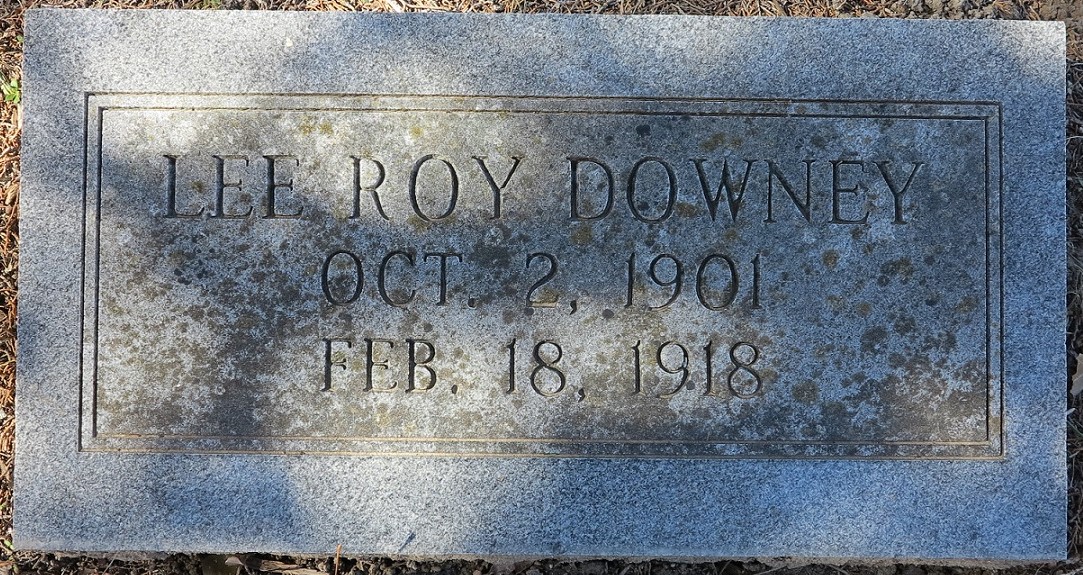 LEE ROY DOWNEY
OCT. 2, 1901
FEB. 18, 1918